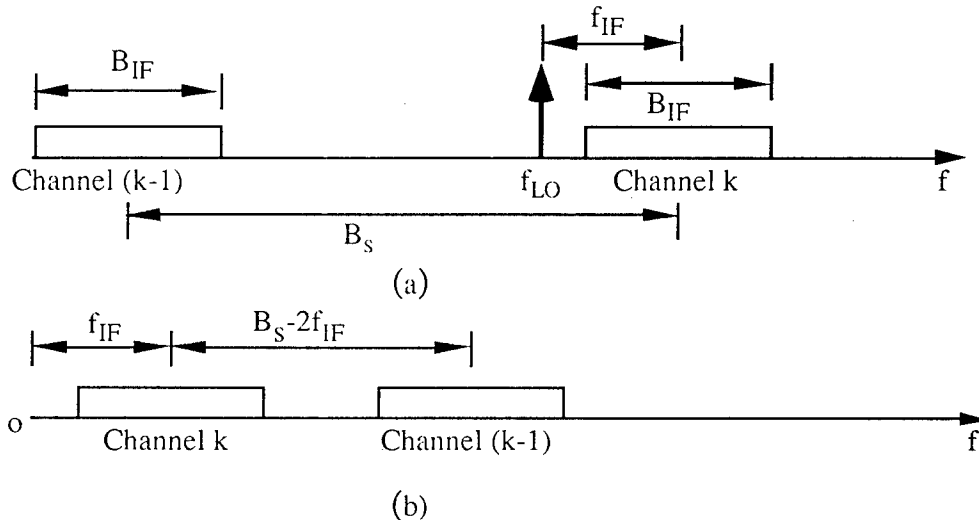 f_IF
B_IF
B_IF
Channel (k-1)
f_LO
Channel k
f
B_s
(a)
f_IF
B_S-2f_IF
o
Channel k
Channel (k-1)
f
(b)